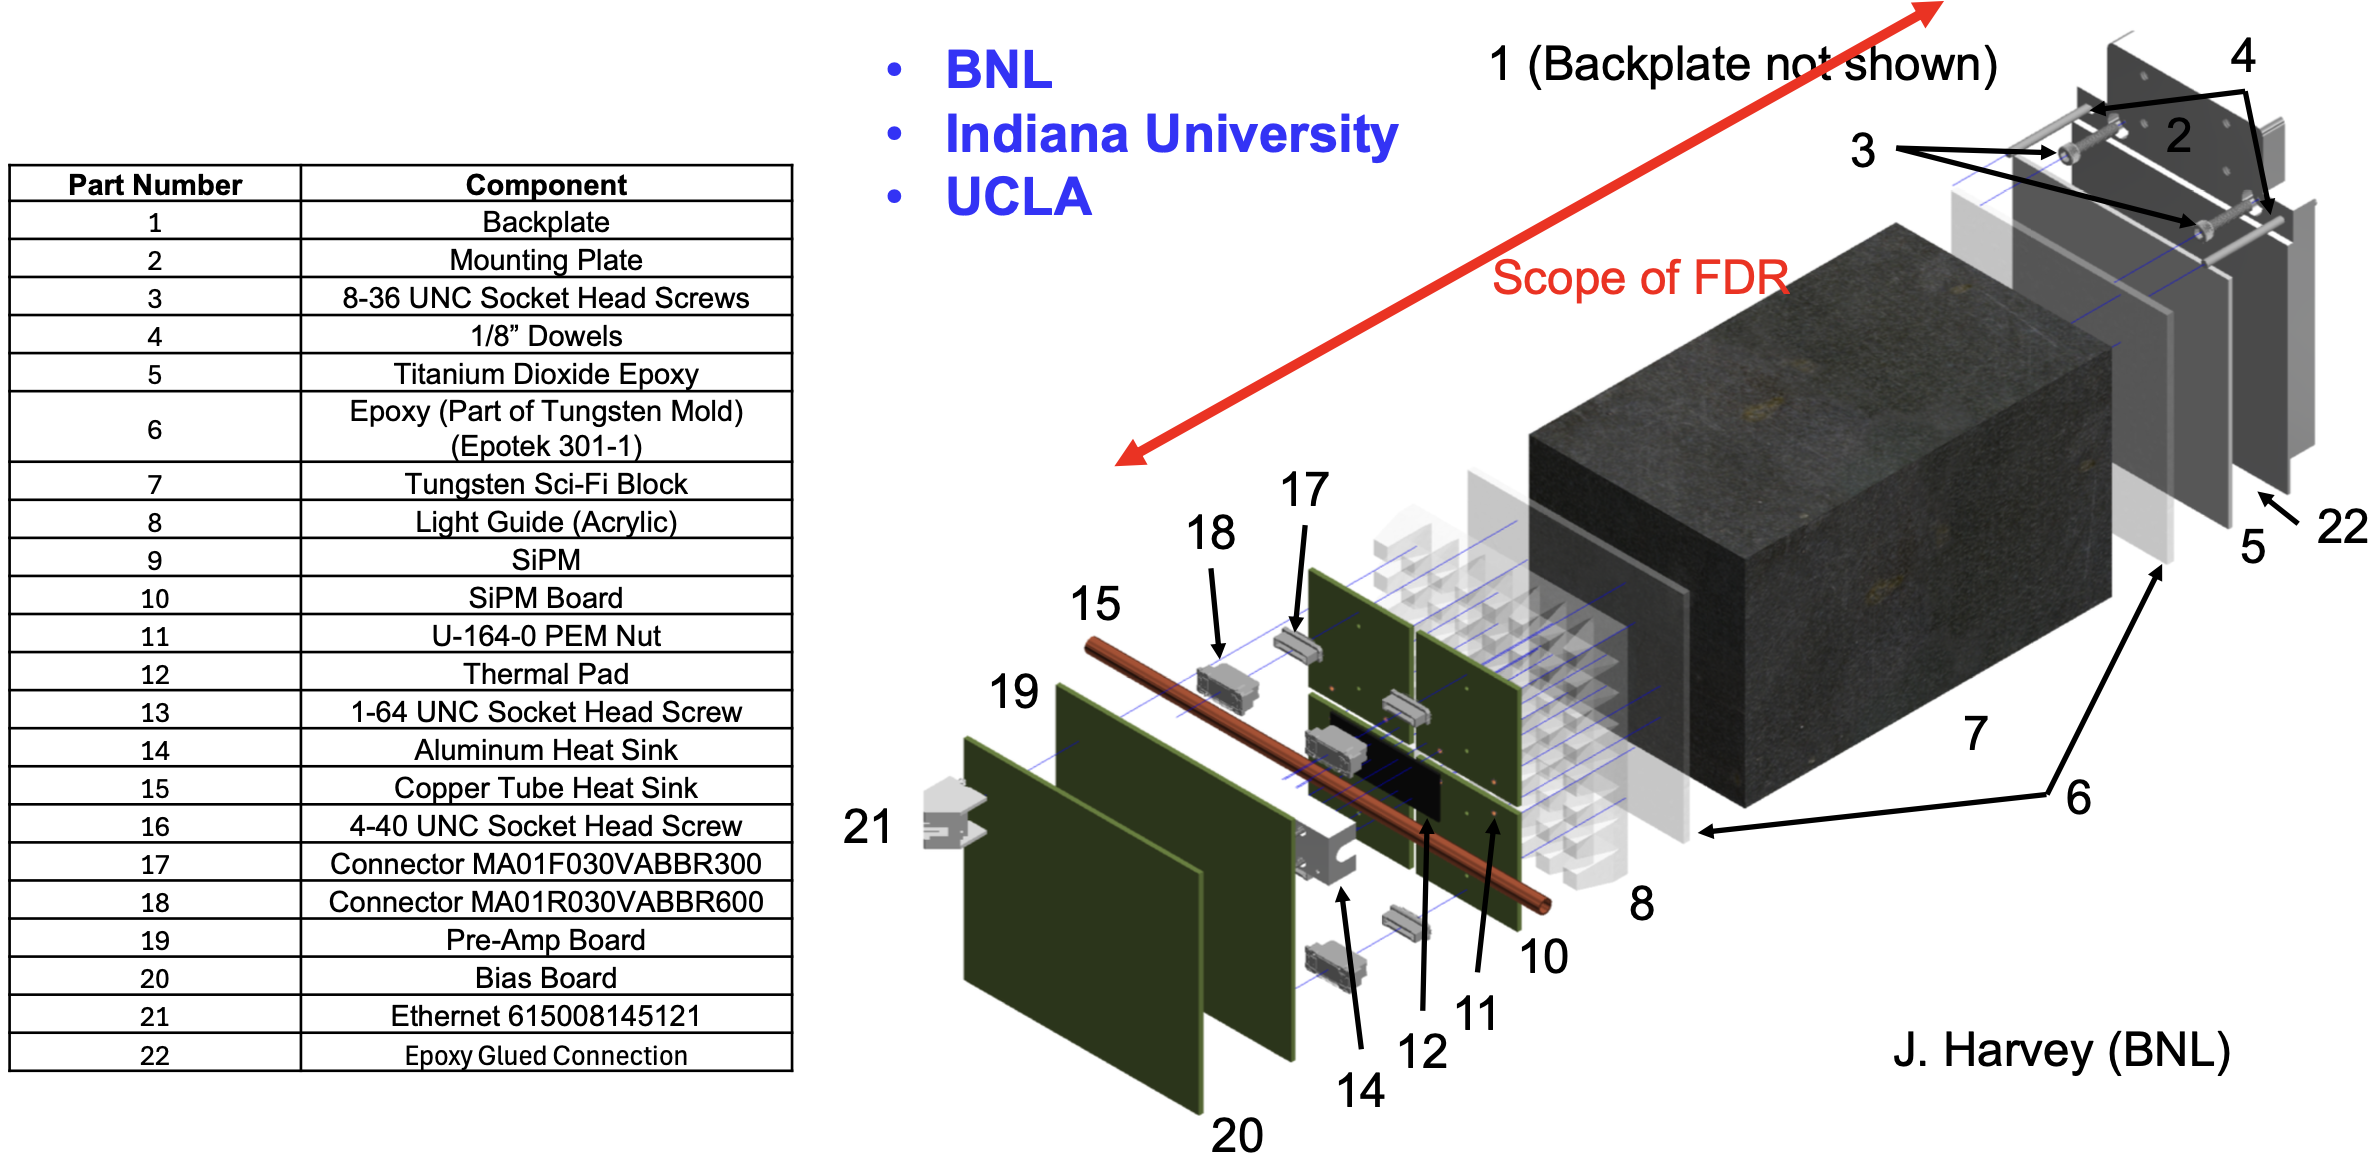 • BNL
• Indiana University
• UCLA
Part Number Component
1 Backplate
2 Mounting Plate
3 8-36 UNC Socket Head Screws
4 1/8” Dowels
5 Titanium Dioxide Epoxy
6 Epoxy (Part of Tungsten Mold)
(Epotek 301-1)
7 Tungsten Sci-Fi Block
8 Light Guide (Acrylic)
9 SiPM
10 SiPM Board
11 U-164-0 PEM Nut
12 Thermal Pad
13 1-64 UNC Socket Head Screw
14 Aluminum Heat Sink
15 Copper Tube Heat Sink
16 4-40 UNC Socket Head Screw
17 Connector MA01F030VABBR300
18 Connector MA01R030VABBR600
19 Pre-Amp Board
20 Bias Board
21 Ethernet 615008145121
22 Epoxy Glued Connection
1 (Backplate not shown)
4
2
3
Scope of FDR
22
5
17
18
15
19
7
6
21
8
10
11
12
14
20
J. Harvey (BNL)